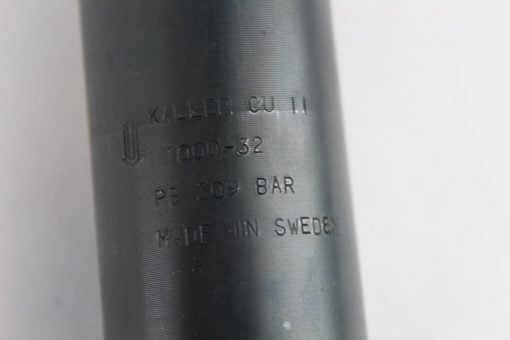 KALLER CU II
1000-32
PB 309 BAR
MADE IN SWEDEN